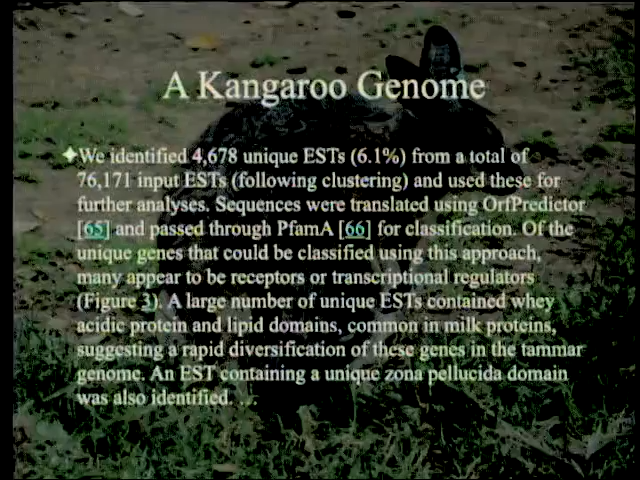 A Kangaroo Genome
✦We identified 4,678 unique ESTs (6.1%) from a total of
76,171 input ESTs (following clustering) and used these for
further analyses. Sequences were translated using OrfPredictor
[65] and passed through PfamA [66] for classification. Of the
unique genes that could be classified using this approach,
many appear to be receptors or transcriptional regulators
(Figure 3). A large number of unique ESTs contained whey
acidic protein and lipid domains, common in milk proteins,
suggesting a rapid diversification of these genes in the tammar
genome. An EST containing a unique zona pellucida domain
was also identified. …